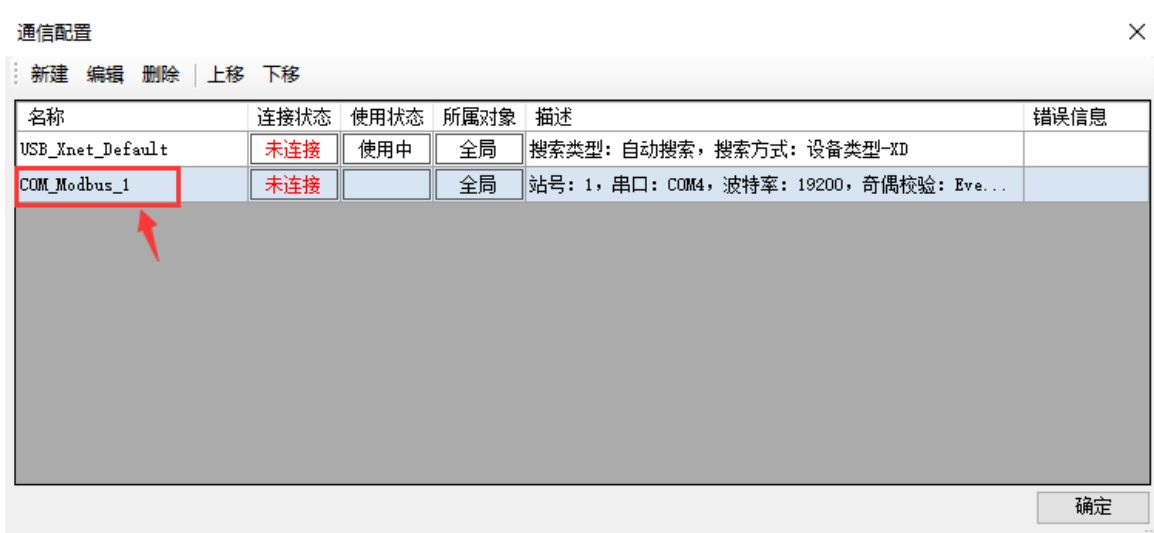 通信配置
新建 编辑 删除 上移 下移
名称 连接状态 使用状态 所属对象 描述 错误信息
USB_Xnet_Default 未连接 使用中 全局 搜索类型：自动搜索，搜索方式：设备类型-XD
COM_Modbus_1 未连接 全局 站号：1，串口：COM4，波特率：19200，奇偶校验：Eve...
确定